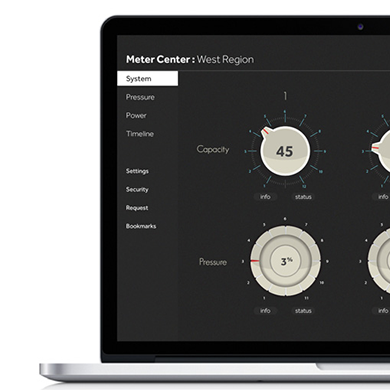 Meter Center : West Region
System
Pressure
Power
Timeline
Settings
Security
Request
Bookmarks
1
Capacity
45
info
status
Pressure
3%
info
status